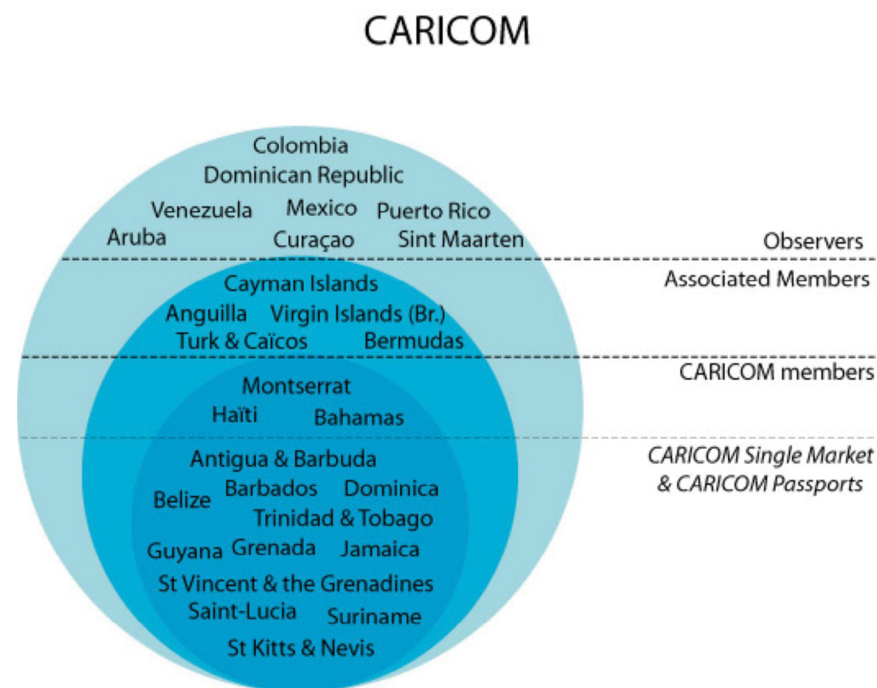 CARICOM
Colombia
Dominican Republic
Venezuela Mexico Puerto Rico
Aruba Curaçao Sint Maarten
Observers
Associated Members
Cayman Islands
Anguilla Virgin Islands (Br.)
Turk & Caïcos Bermudas
CARICOM members
Montserrat
Haïti Bahamas
CARICOM Single Market
& CARICOM Passports
Antigua & Barbuda
Belize Barbados Dominica
Trinidad & Tobago
Guyana Grenada Jamaica
St Vincent & the Grenadines
Saint-Lucia Suriname
St Kitts & Nevis